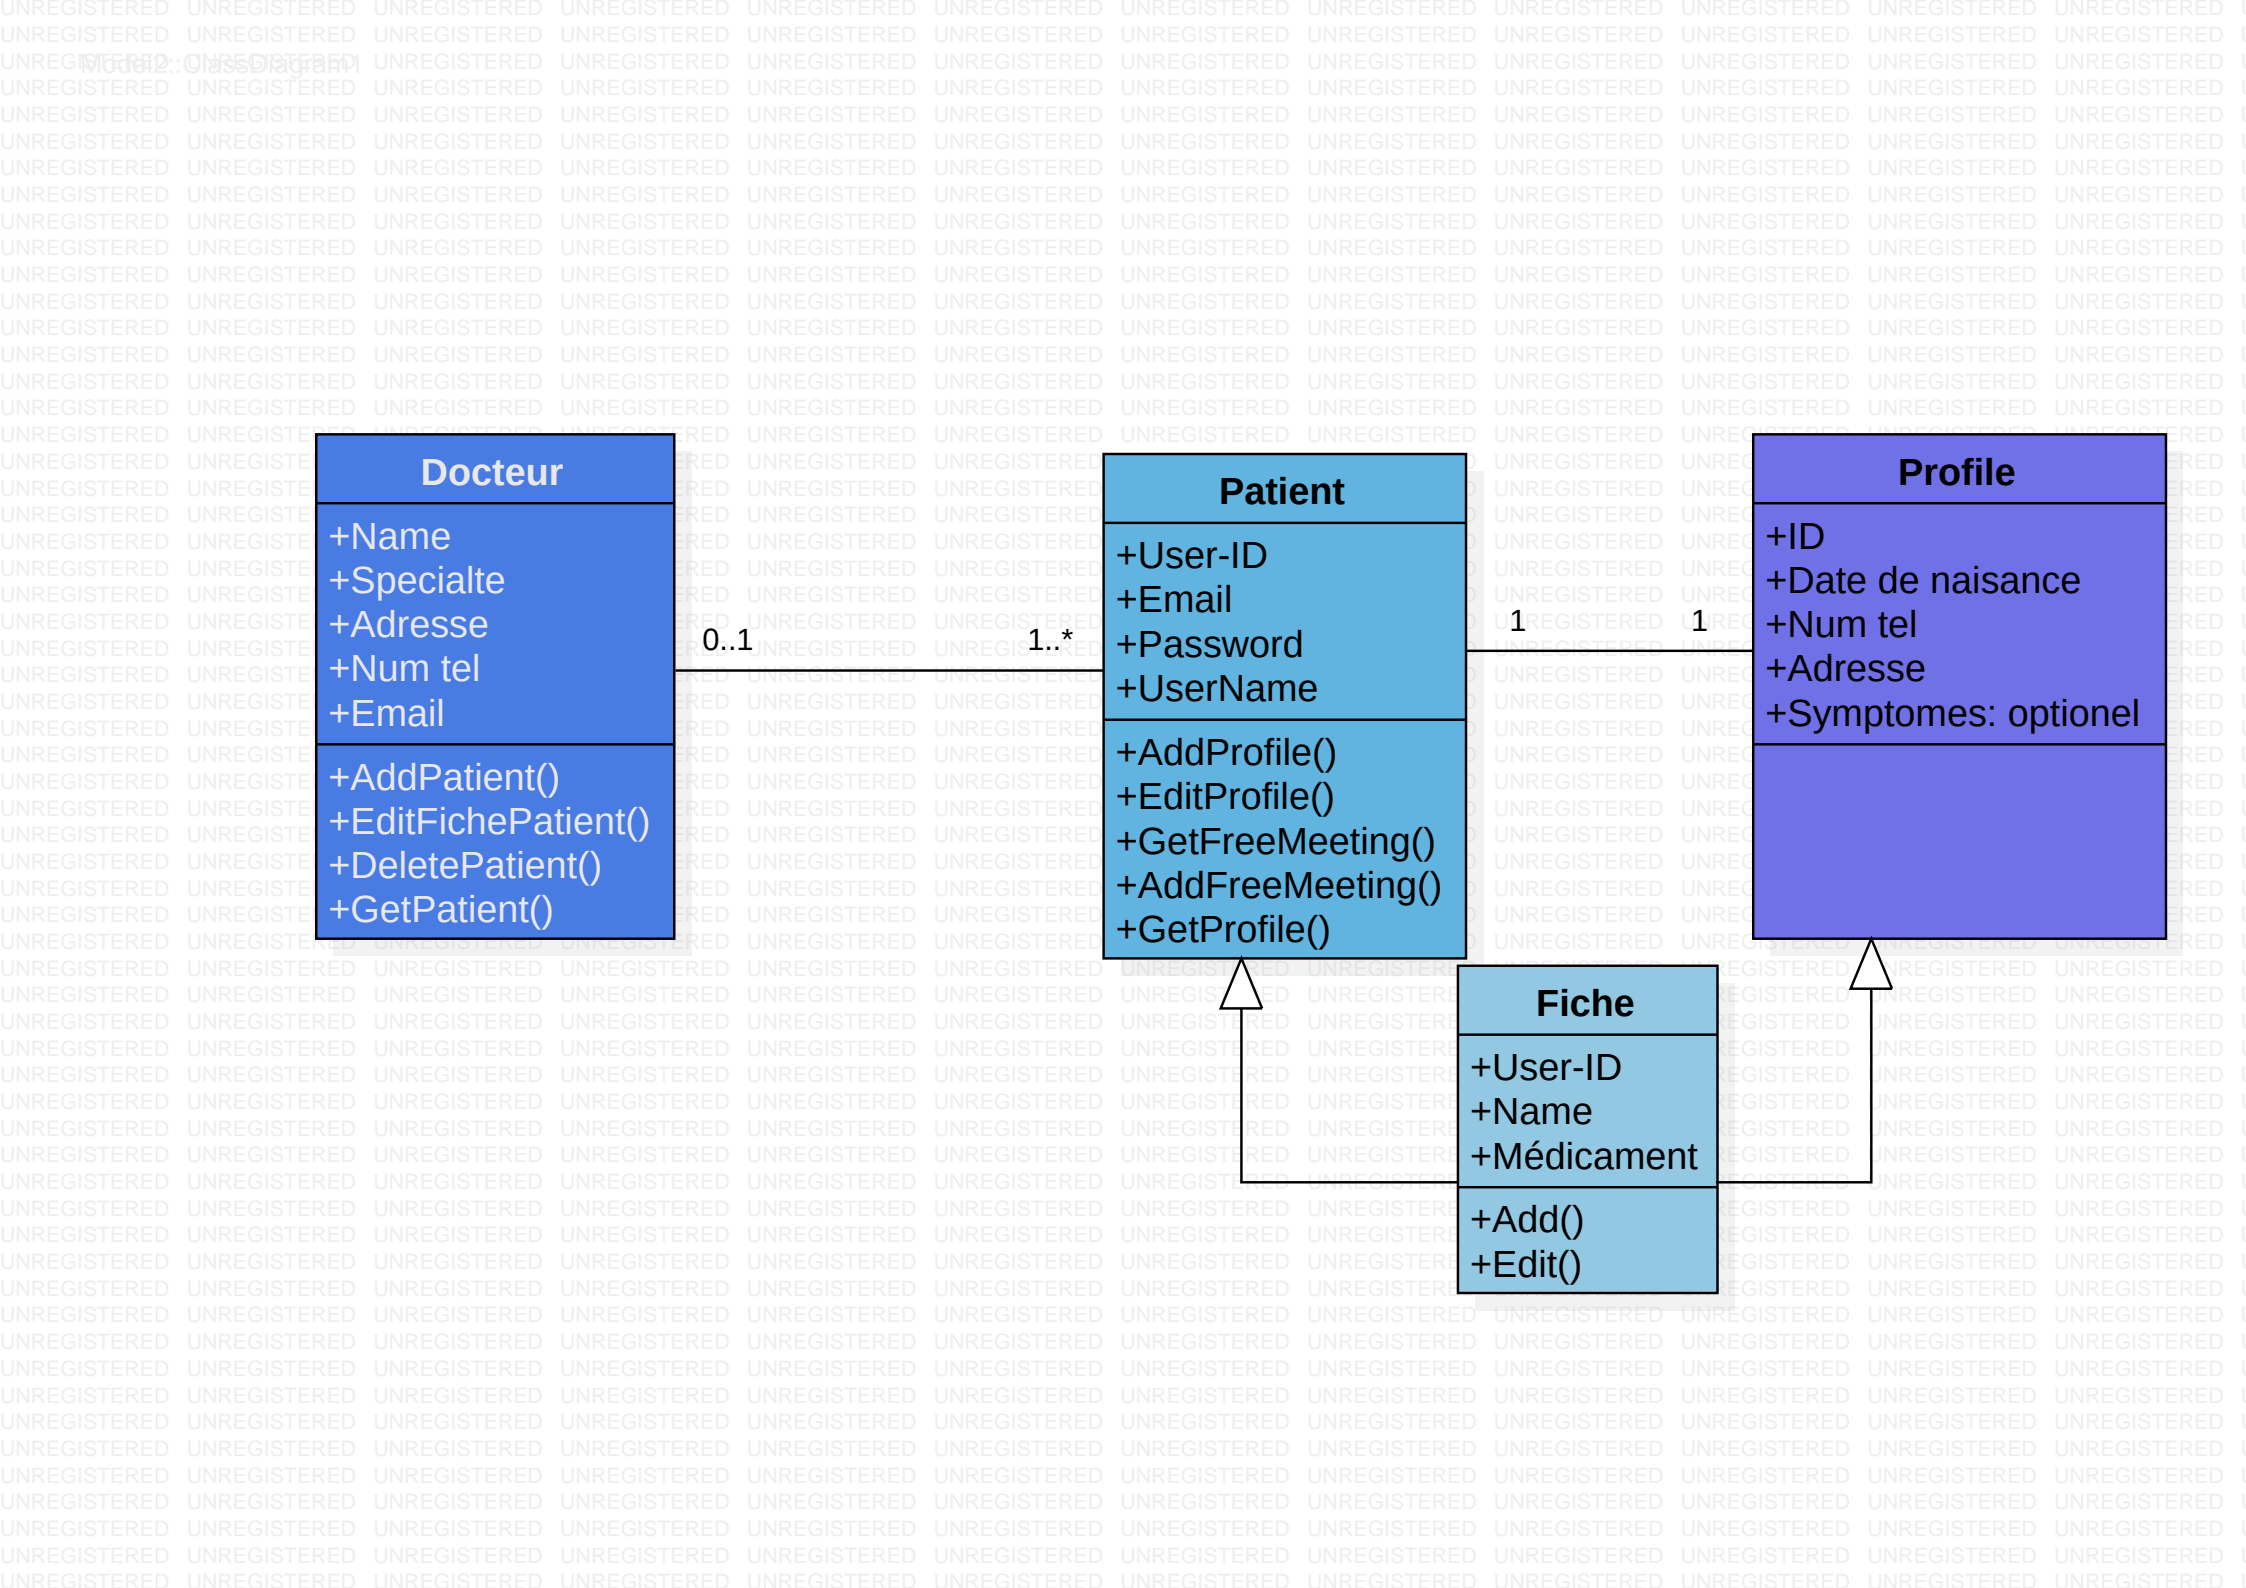 Model2::ClassDiagram1
Docteur
+Name
+Specialte
+Adresse
+Num tel
+Email
+AddPatient()
+EditFichePatient()
+DeletePatient()
+GetPatient()
0..1
1..*
Patient
+User-ID
+Email
+Password
+UserName
+AddProfile()
+EditProfile()
+GetFreeMeeting()
+AddFreeMeeting()
+GetProfile()
1
1
Profile
+ID
+Date de naisance
+Num tel
+Adresse
+Symptomes: optionel
Fiche
+User-ID
+Name
+Médicament
+Add()
+Edit()
UNREGISTERED